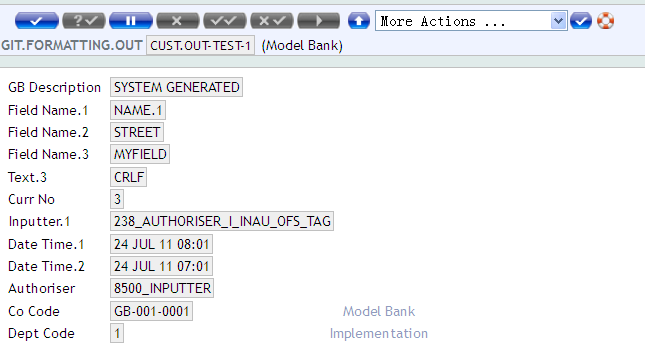 More Actions ...
GIT.FORMATTING.OUT CUST.OUT-TEST-1 (Model Bank)
GB Description SYSTEM GENERATED
Field Name.1 NAME.1
Field Name.2 STREET
Field Name.3 MYFIELD
Text.3 CRLF
Curr No 3
Inputter.1 238_AUTHORISER_I_INAU_OFS_TAG
Date Time.1 24 JUL 11 08:01
Date Time.2 24 JUL 11 07:01
Authoriser 8500_INPUTTER
Co Code GB-001-0001 Model Bank
Dept Code 1 Implementation